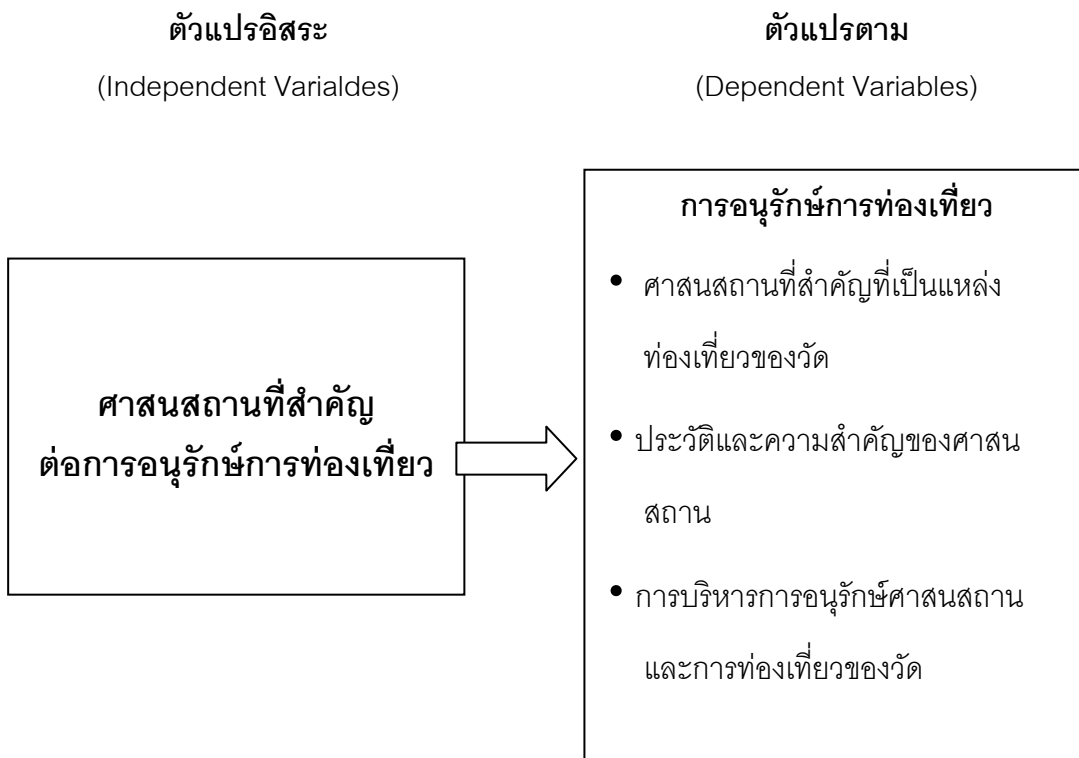 ตัวแปรอิสระ
(Independent Varialdes)
ศาสนสถานที่สำคัญ
ต่อการอนุรักษ์การท่องเที่ยว
ตัวแปรตาม
(Dependent Variables)
การอนุรักษ์การท่องเที่ยว
• ศาสนสถานที่สำคัญที่เป็นแหล่ง
ท่องเที่ยวของวัด
• ประวัติและความสำคัญของศาสน
สถาน
• การบริหารการอนุรักษ์ศาสนสถาน
และการท่องเที่ยวของวัด